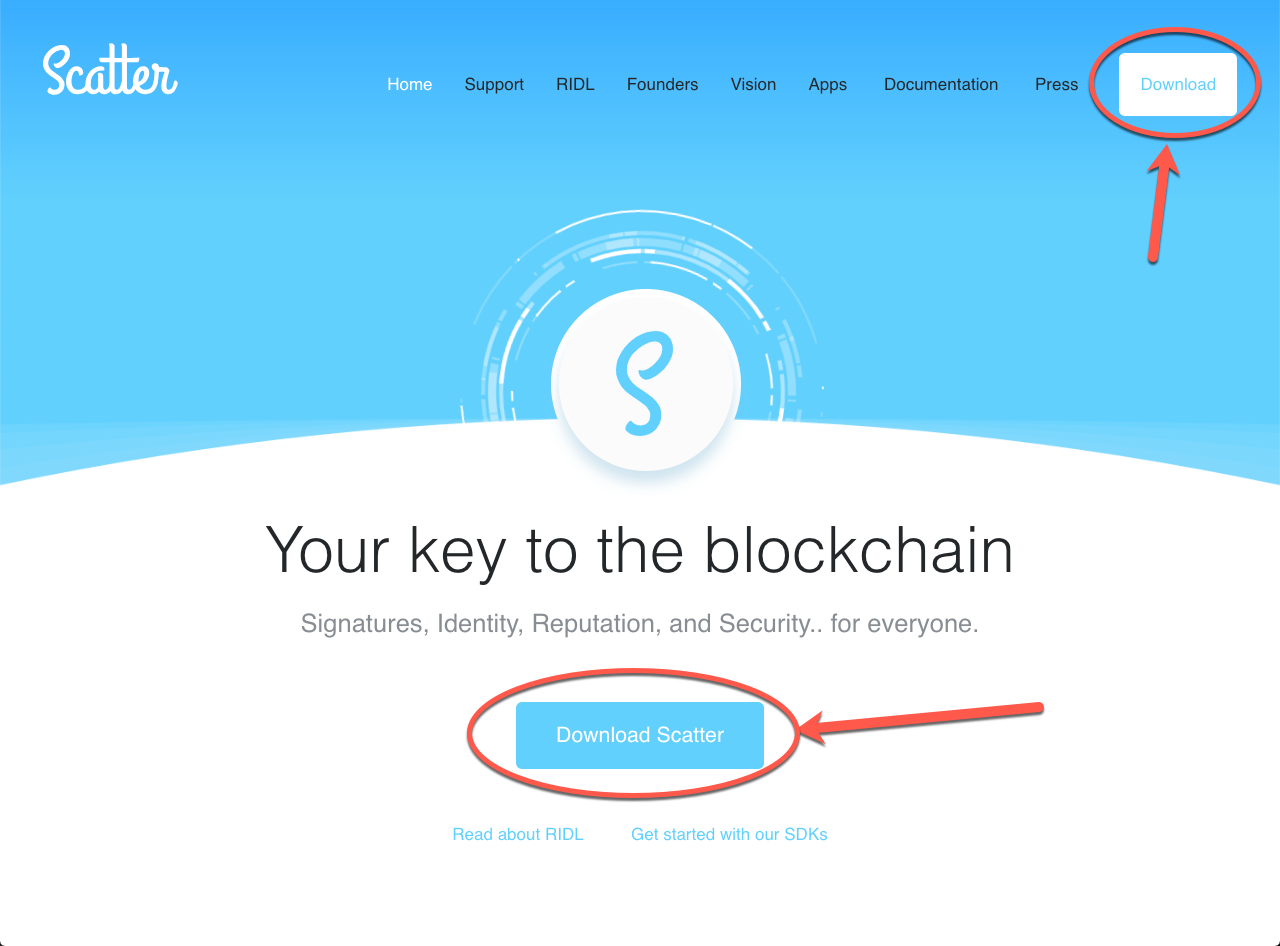 Scatter
Home Support RIDL Founders Vision Apps Documentation Press Download
S
Your key to the blockchain
Signatures, Identity, Reputation, and Security.. for everyone.
Download Scatter
Read about RIDL Get started with our SDKs